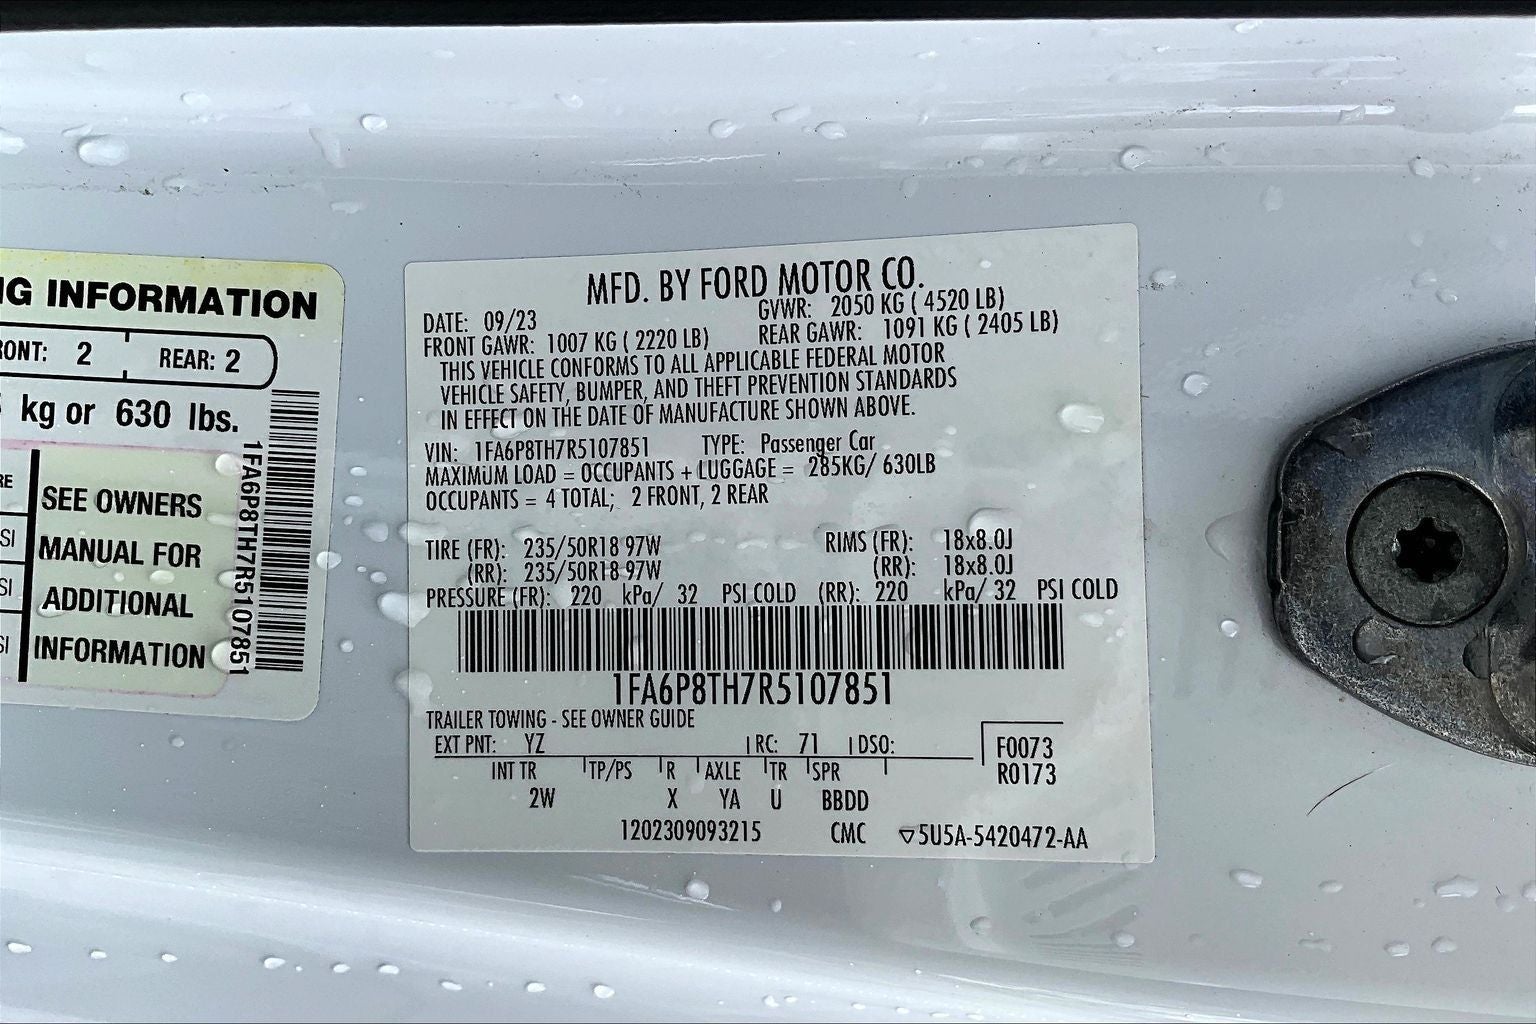 NG INFORMATION
RONT: 2 REAR: 2
kg or 630 lbs.
RE
SI
SI
SI
SEE OWNERS
MANUAL FOR
ADDITIONAL
INFORMATION
1FA6P8TH7R5107851
MFD. BY FORD MOTOR CO.
DATE: 09/23 GVWR: 2050 KG ( 4520 LB)
FRONT GAWR: 1007 KG ( 2220 LB) REAR GAWR: 1091 KG ( 2405 LB)
THIS VEHICLE CONFORMS TO ALL APPLICABLE FEDERAL MOTOR
VEHICLE SAFETY, BUMPER, AND THEFT PREVENTION STANDARDS
IN EFFECT ON THE DATE OF MANUFACTURE SHOWN ABOVE.
VIN: 1FA6P8TH7R5107851 TYPE: Passenger Car
MAXIMUM LOAD = OCCUPANTS + LUGGAGE = 285KG/ 630LB
OCCUPANTS = 4 TOTAL; 2 FRONT, 2 REAR
TIRE (FR): 235/50R18 97W RIMS (FR): 18x8.0J
(RR): 235/50R18 97W (RR): 18x8.0J
PRESSURE (FR): 220 kPa/ 32 PSI COLD (RR): 220 kPa/ 32 PSI COLD
1FA6P8TH7R5107851
TRAILER TOWING - SEE OWNER GUIDE
EXT PNT: YZ RC: 71 DSO: F0073
INT TR TP/PS R AXLE TR SPR R0173
2W X YA U BBDD
1202309093215 CMC ▽5U5A-5420472-AA